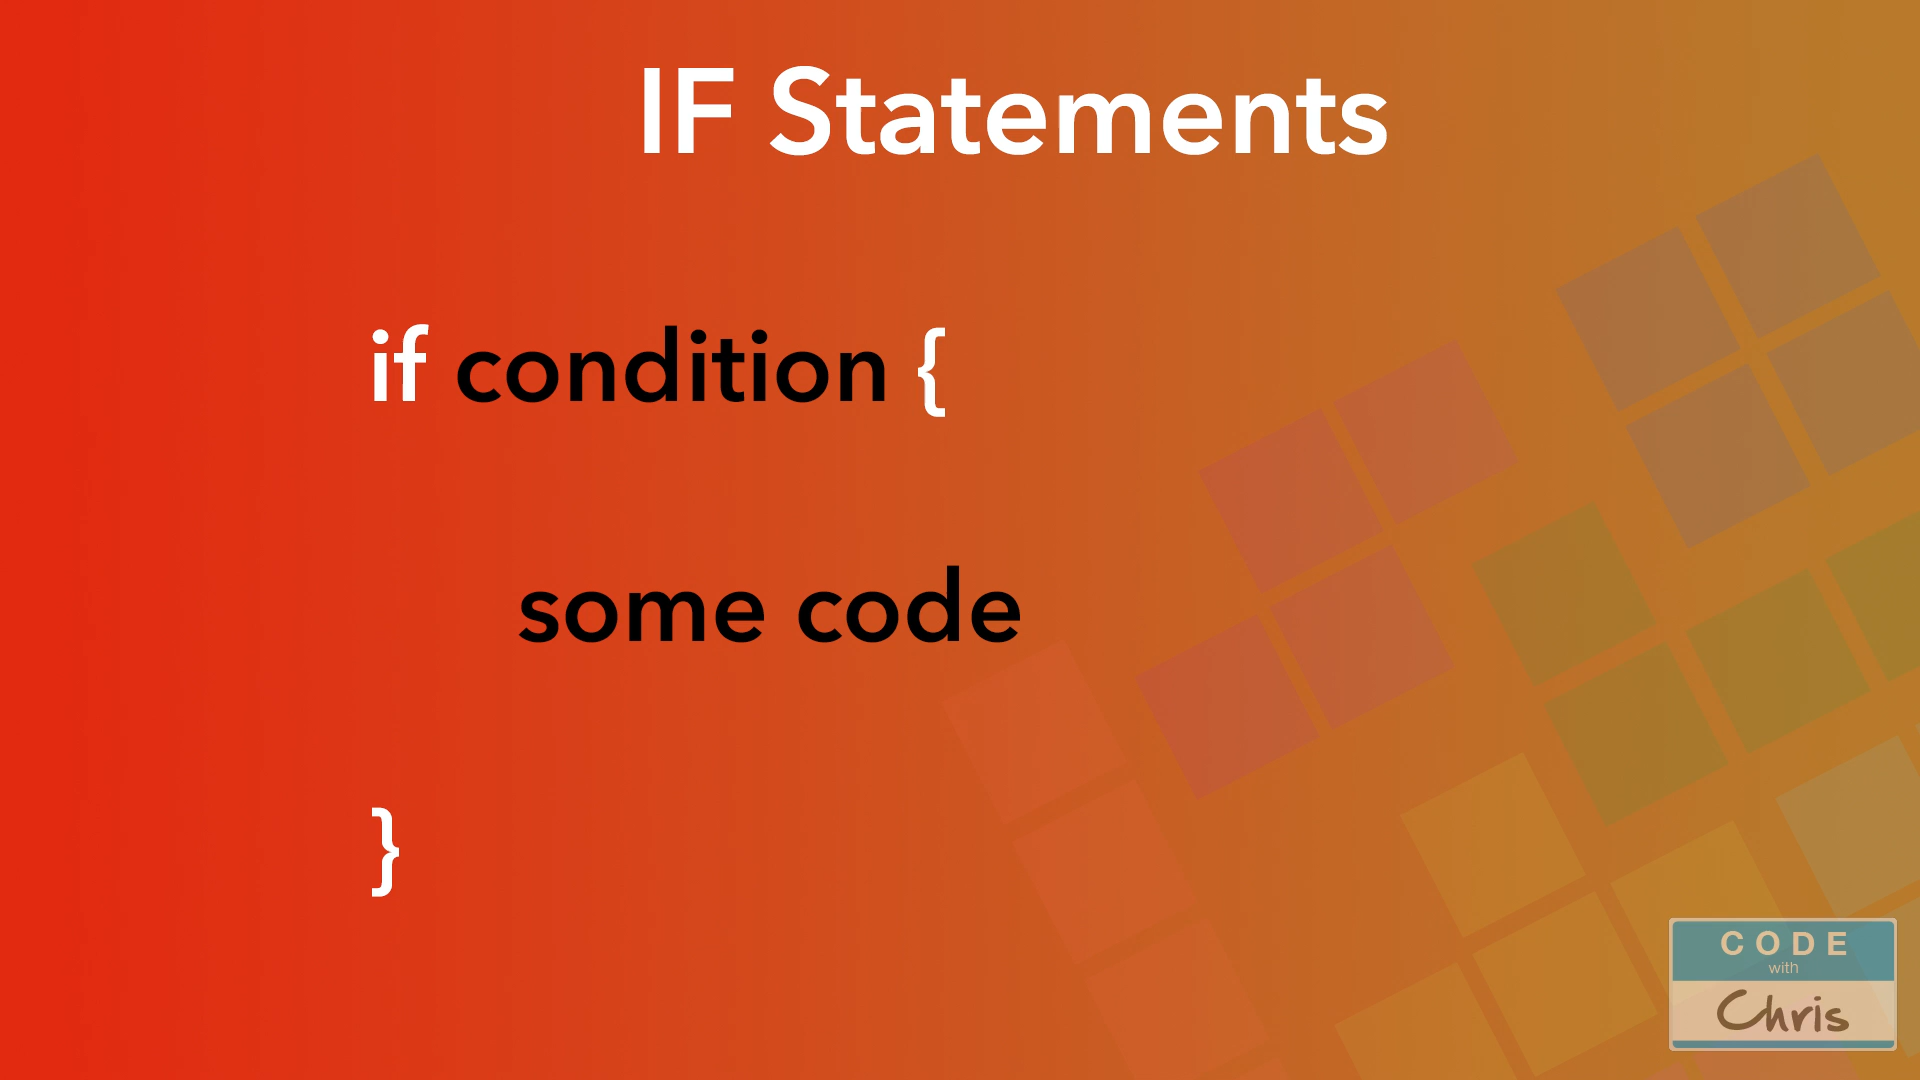 IF Statements
if condition {
some code
}
CODE
with
Chris